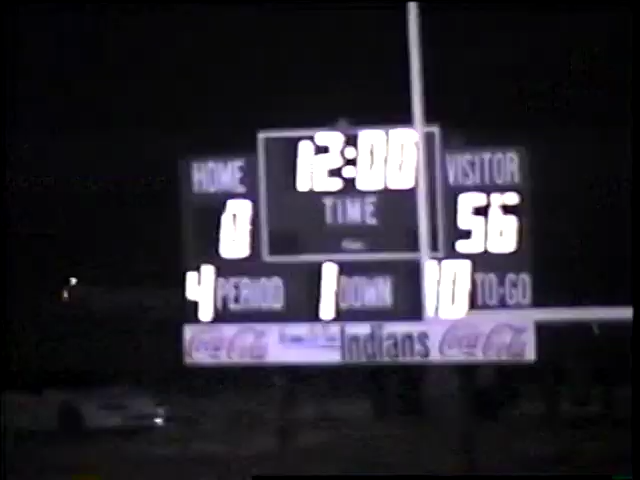 12:00
HOME TIME VISITOR
0 56
4 PERIOD 1 DOWN 10 TO-GO
Coca-Cola Indians Coca-Cola